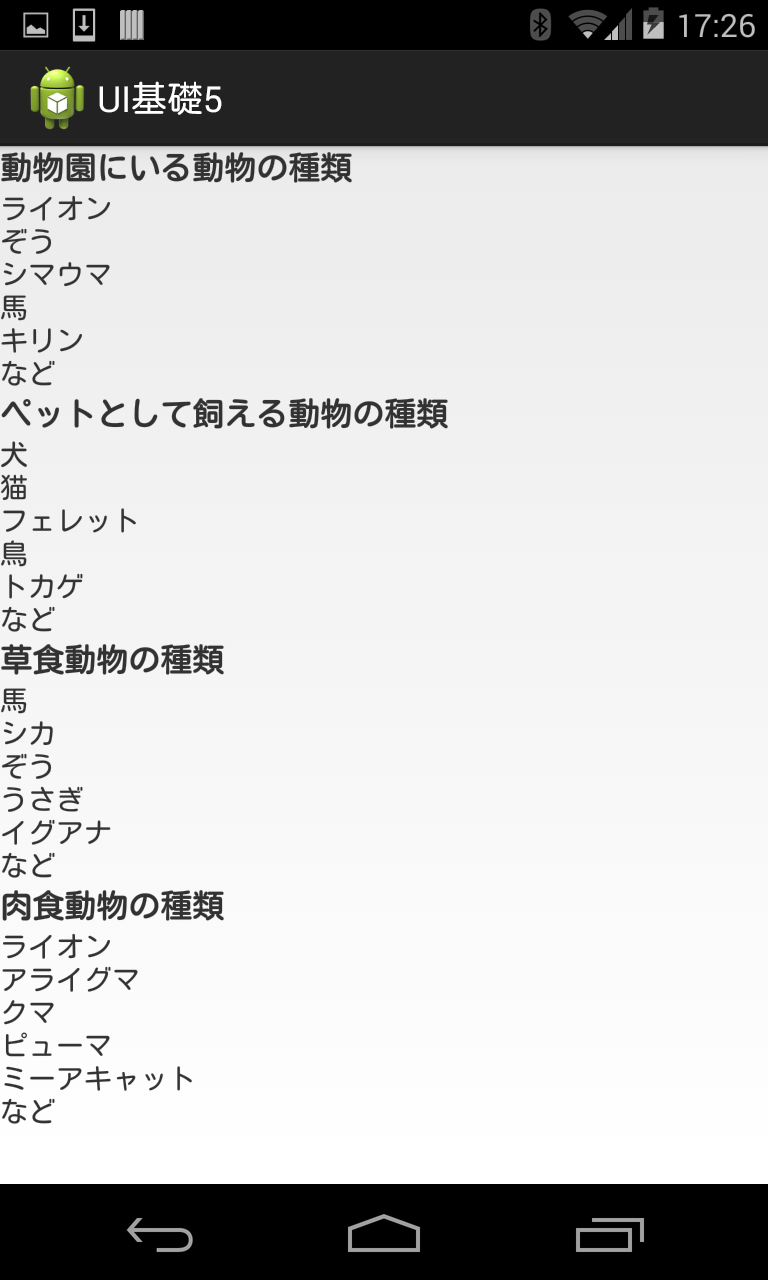 17:26
UI基礎5
動物園にいる動物の種類
ライオン
ぞう
シマウマ
馬
キリン
など
ペットとして飼える動物の種類
犬
猫
フェレット
鳥
トカゲ
など
草食動物の種類
馬
シカ
ぞう
うさぎ
イグアナ
など
肉食動物の種類
ライオン
アライグマ
クマ
ピューマ
ミーアキャット
など